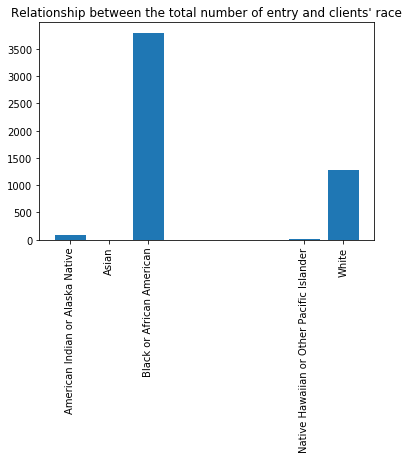 Relationship between the total number of entry and clients' race
3500
3000
2500
2000
1500
1000
500
0
American Indian or Alaska Native
Asian
Black or African American
Native Hawaiian or Other Pacific Islander
White